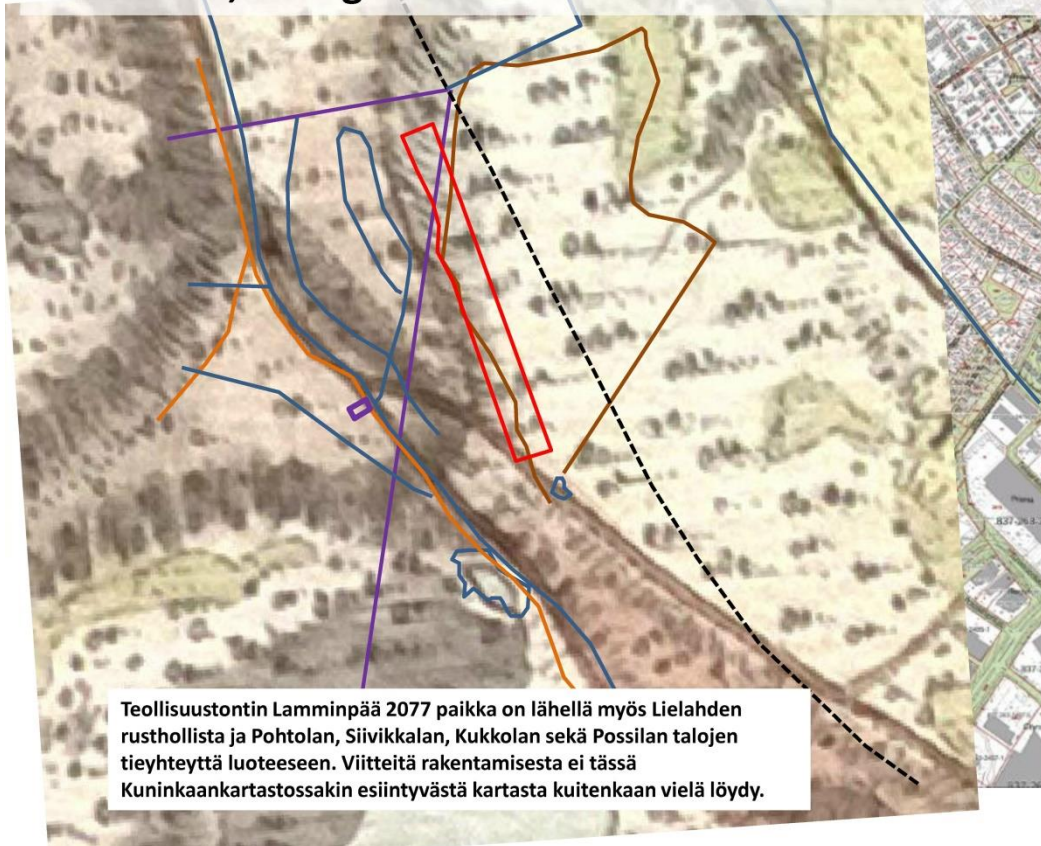 Teollisuustontin Lamminpää 2077 paikka on lähellä myös Lielahden
rusthollista ja Pohtolan, Siivikkalan, Kukkolan sekä Possilan talojen
tieyhteyttä luoteeseen. Viitteitä rakentamisesta ei tässä
Kuninkaankartastossakin esiintyvästä kartasta kuitenkaan vielä löydy.
Prisma